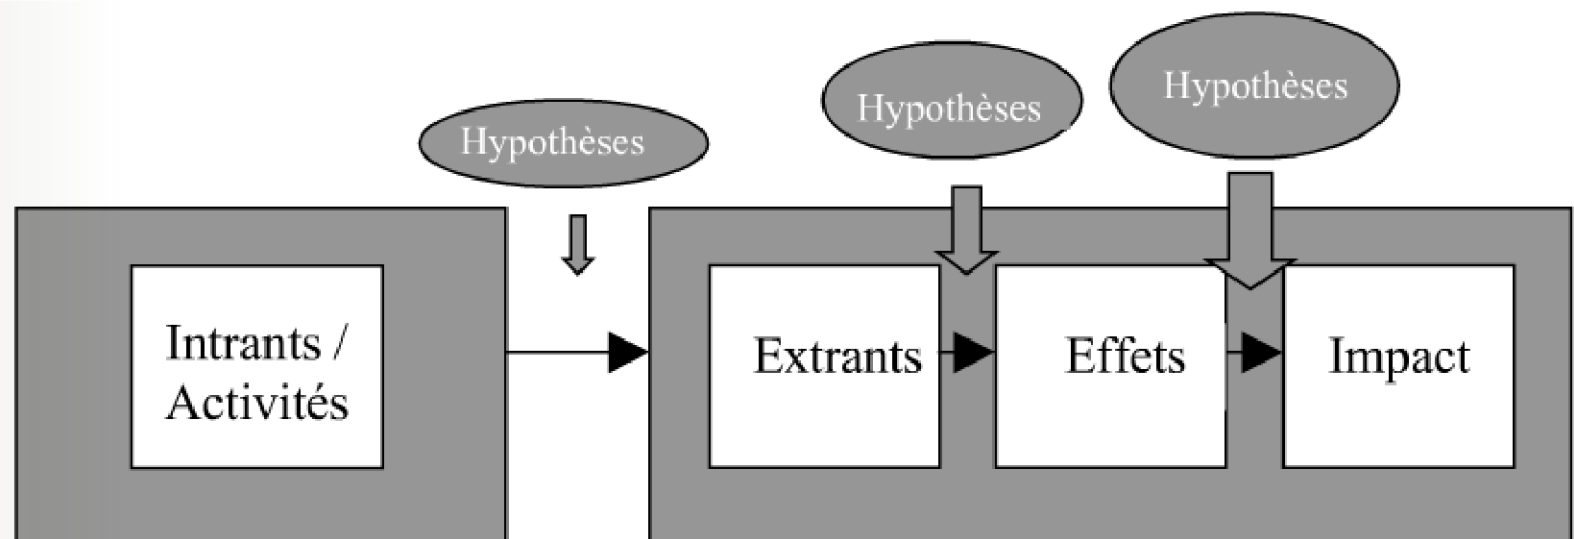 Hypothèses
Hypothèses
Hypothèses
Intrants /
Activités
Extrants
Effets
Impact